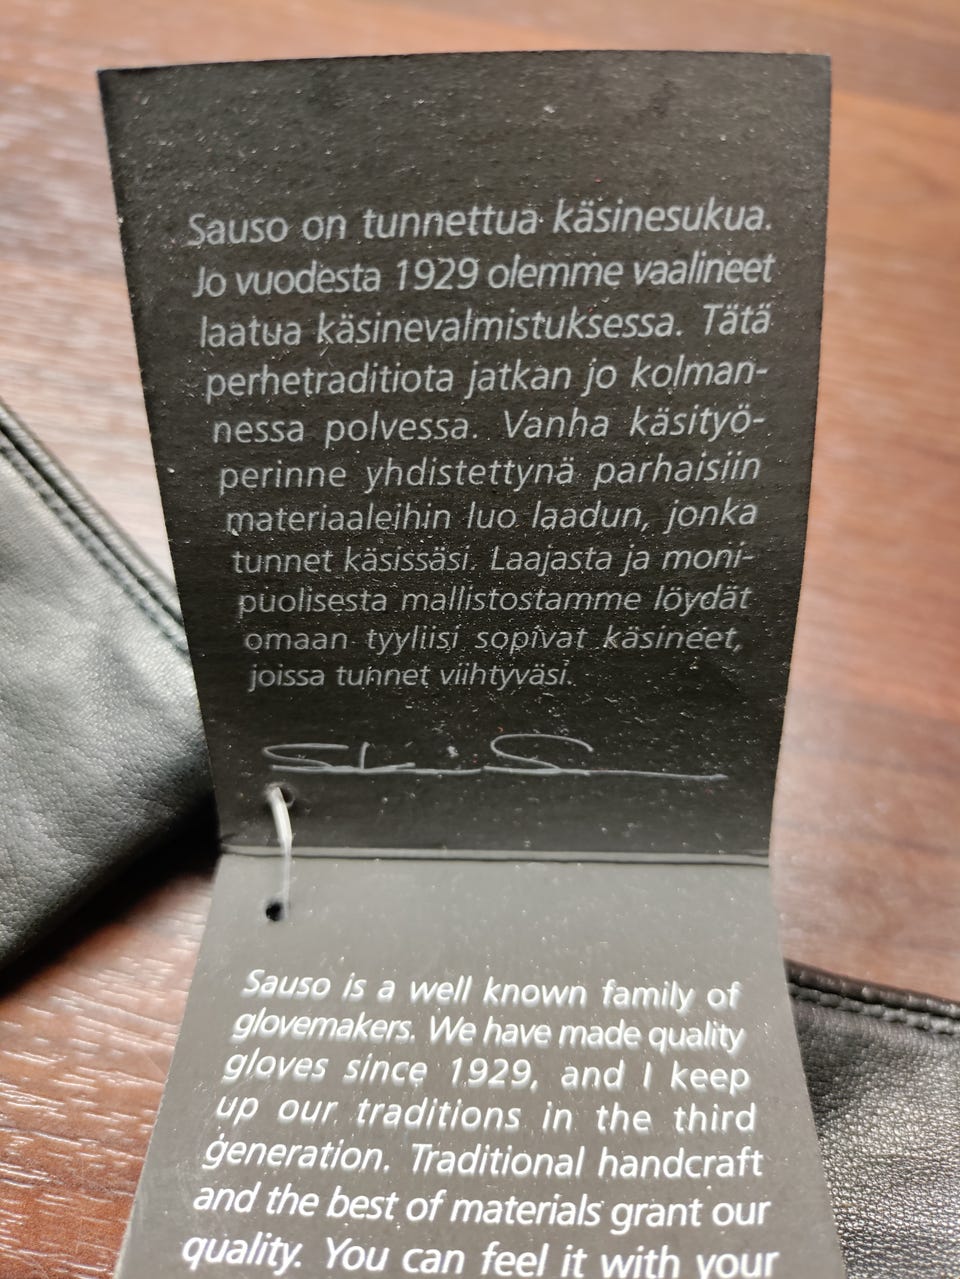 Sauso on tunnettua käsinesukua.
Jo vuodesta 1929 olemme vaalineet
laatua käsinevalmistuksessa. Tätä
perhetraditiota jatkan jo kolman-
nessa polvessa. Vanha käsityö-
perinne yhdistettynä parhaisiin
materiaaleihin luo laadun, jonka
tunnet käsissäsi. Laajasta ja moni-
puolisesta mallistostamme löydät
omaan tyyliisi sopivat käsineet,
joissa tunnet viihtyväsi.
Sauso is a well known family of
glovemakers. We have made quality
gloves since 1929, and I keep
up our traditions in the third
generation. Traditional handcraft
and the best of materials grant our
quality. You can feel it with your